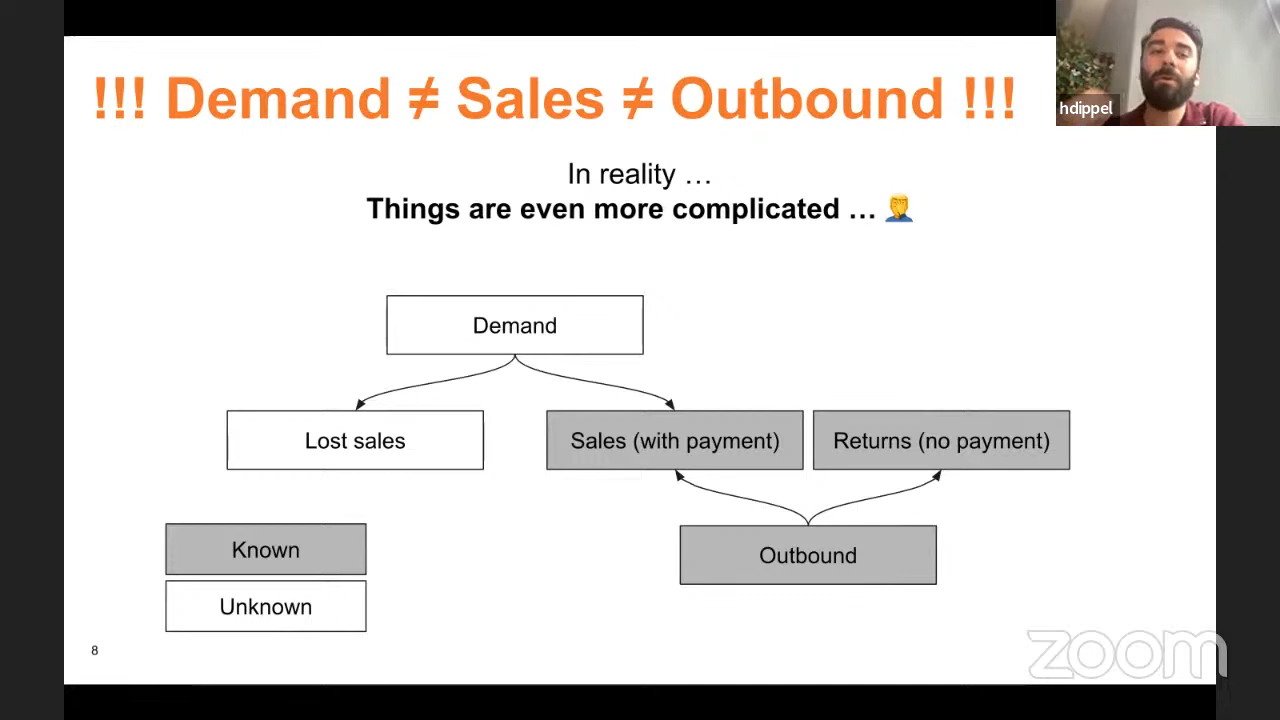 !!! Demand ≠ Sales ≠ Outbound !!!
hdippel
In reality …
Things are even more complicated … 🤦‍♂️
Demand
Lost sales
Sales (with payment)
Returns (no payment)
Known
Outbound
Unknown
8
zoom